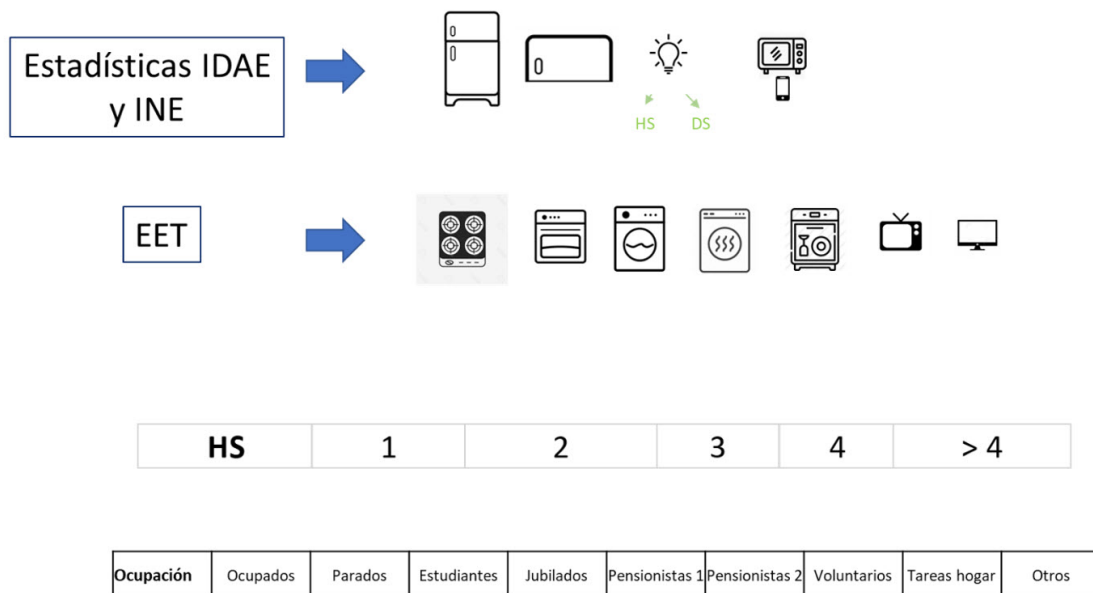 Estadísticas IDAE
y INE
HS DS
EET
HS 1 2 3 4 > 4
Ocupación Ocupados Parados Estudiantes Jubilados Pensionistas 1 Pensionistas 2 Voluntarios Tareas hogar Otros